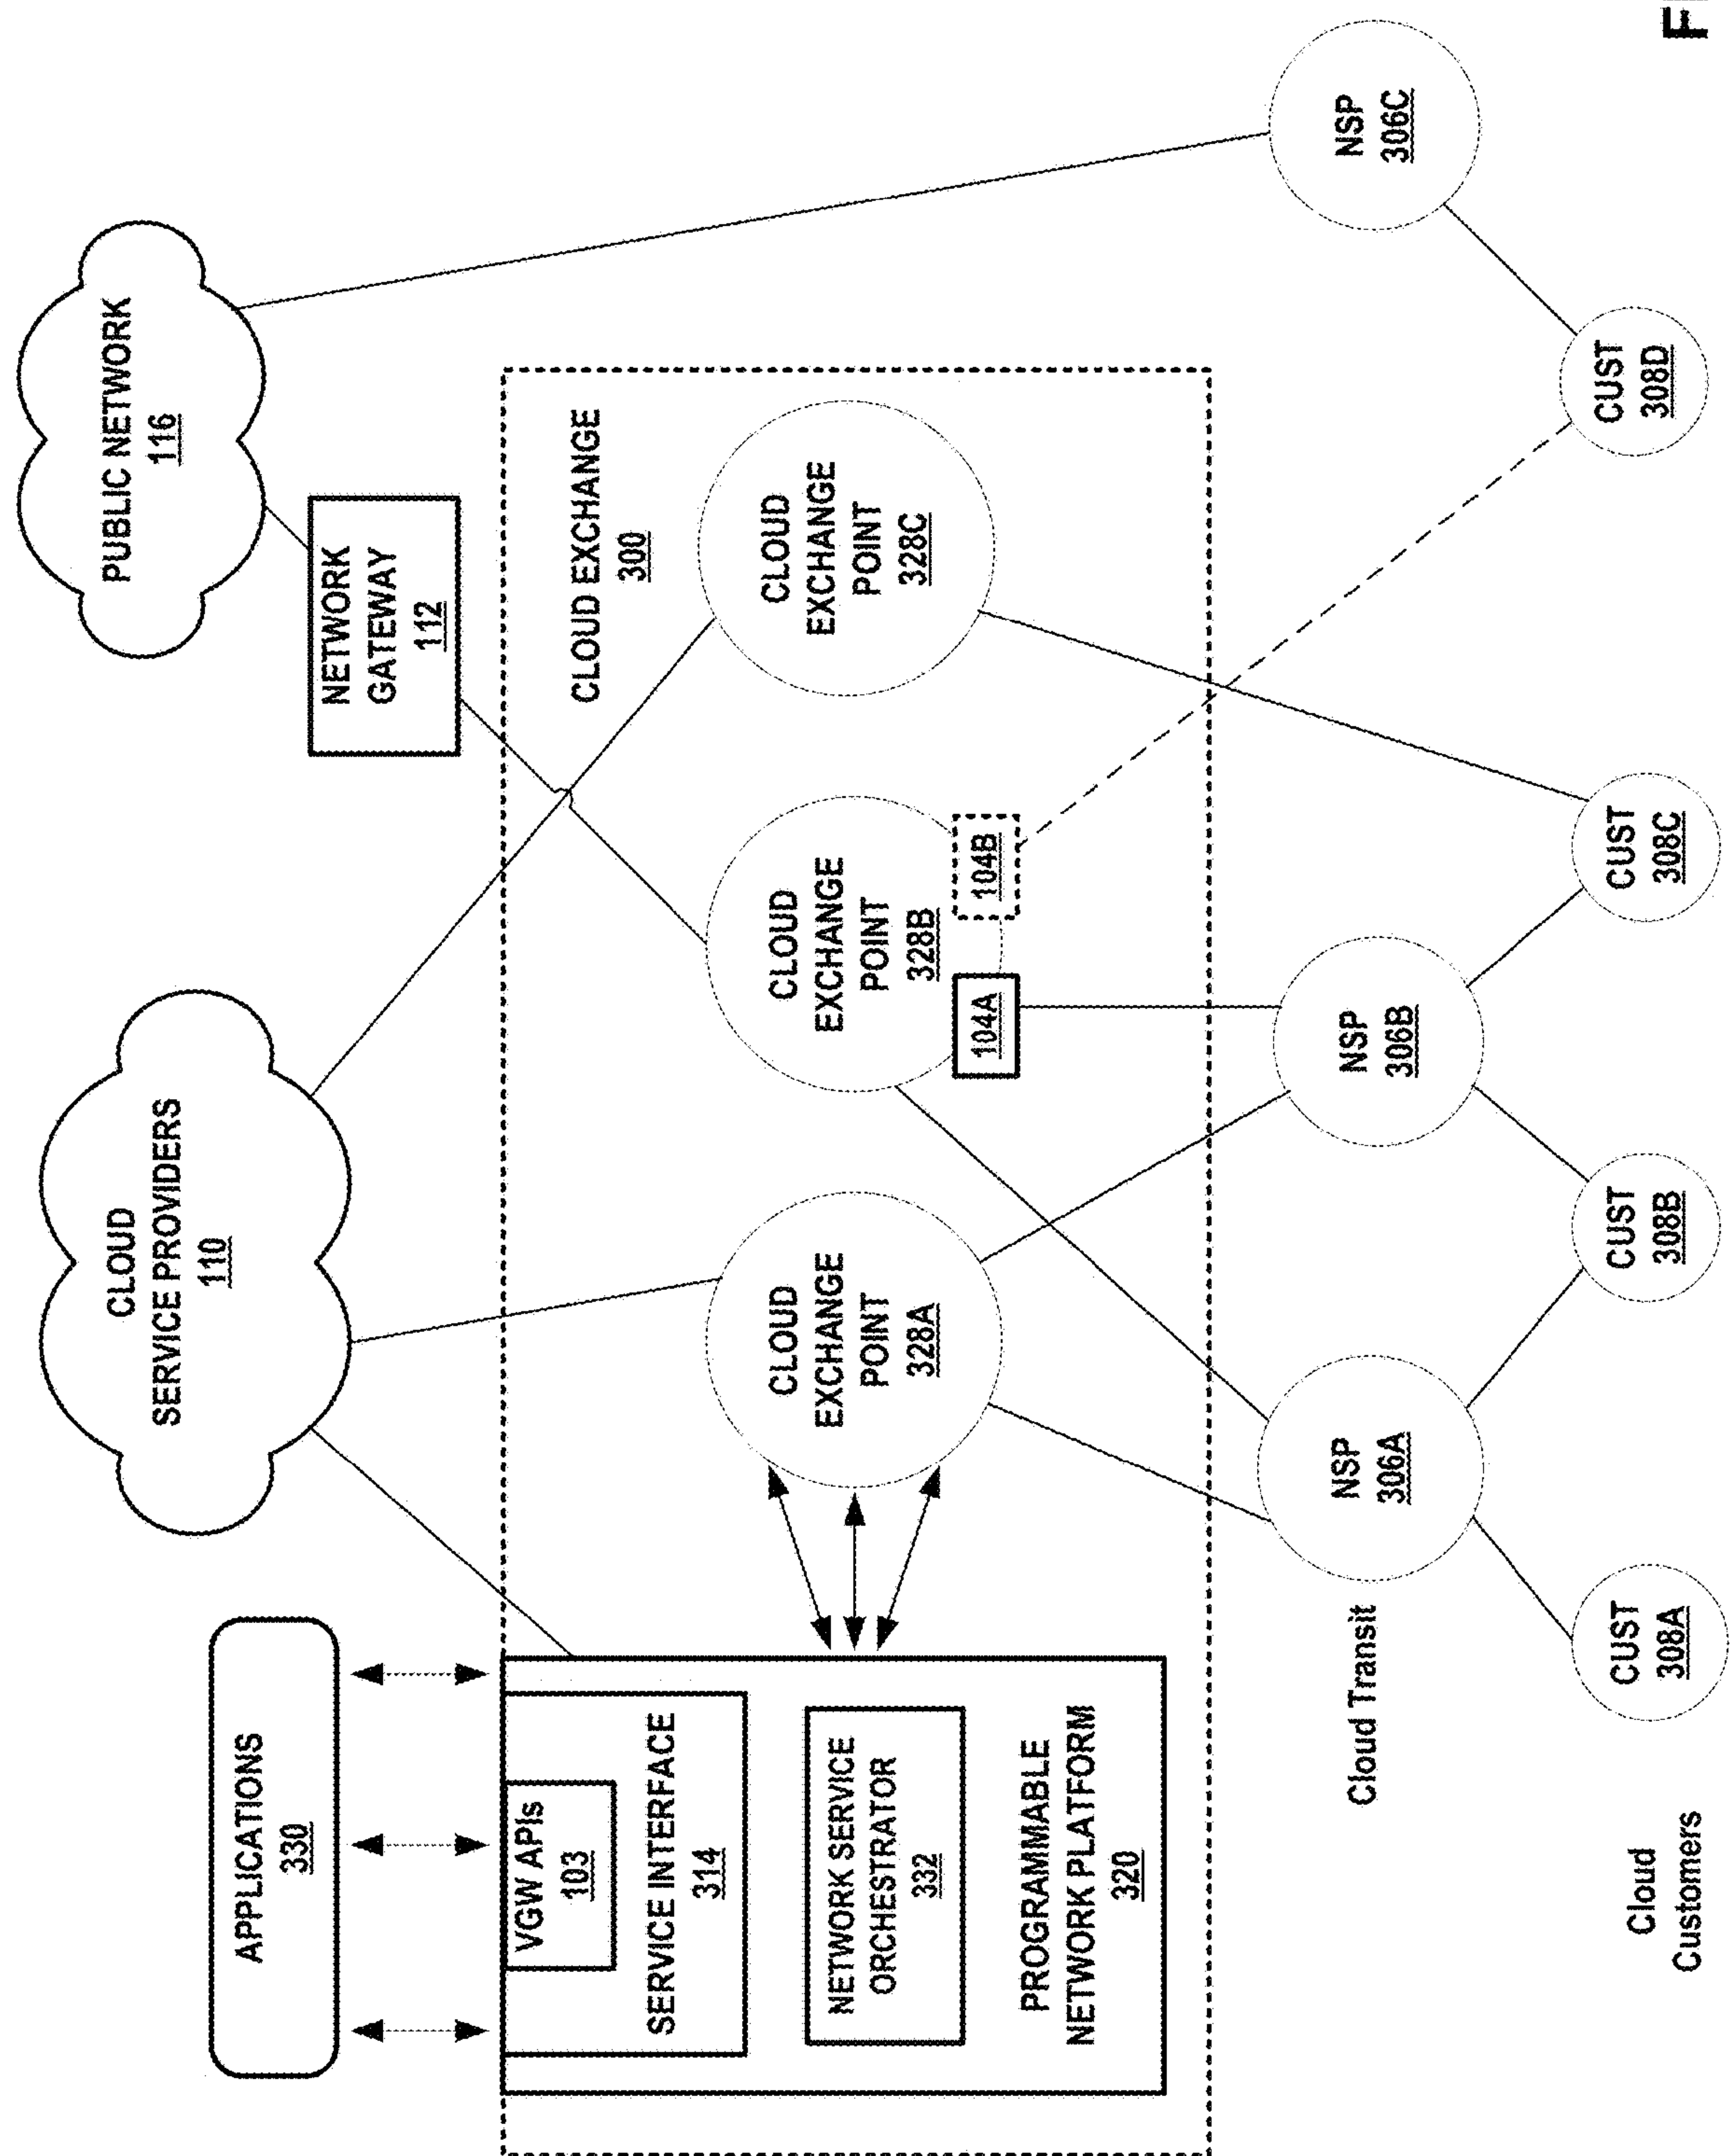 PUBLIC NETWORK
116
CLOUD
SERVICE PROVIDERS
110
APPLICATIONS
330
NETWORK
GATEWAY
112
CLOUD EXCHANGE
300
VGW APIs
103
SERVICE INTERFACE
314
NETWORK SERVICE
ORCHESTRATOR
332
PROGRAMMABLE
NETWORK PLATFORM
320
CLOUD
EXCHANGE
POINT
328A
CLOUD
EXCHANGE
POINT
328B
CLOUD
EXCHANGE
POINT
328C
104A
104B
Cloud Transit
NSP
306A
NSP
306B
NSP
306C
Cloud
Customers
CUST
308A
CUST
308B
CUST
308C
CUST
308D